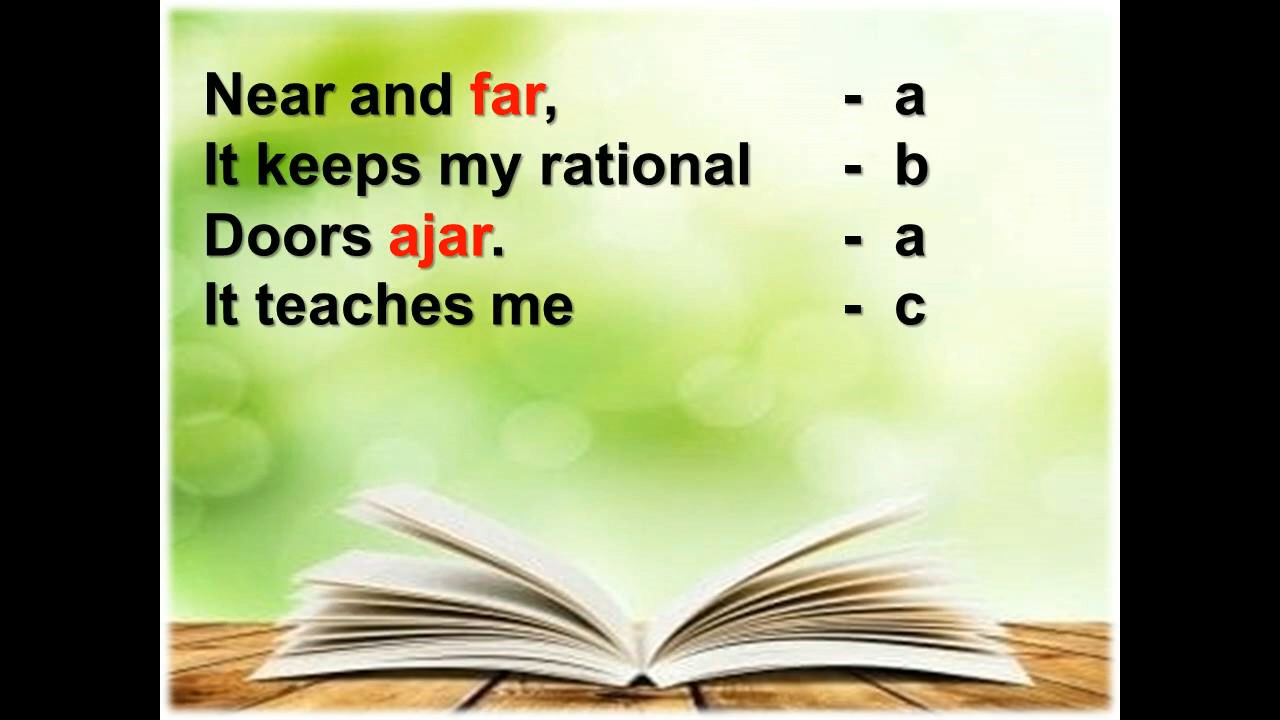 Near and far, - a
It keeps my rational - b
Doors ajar. - a
It teaches me - c